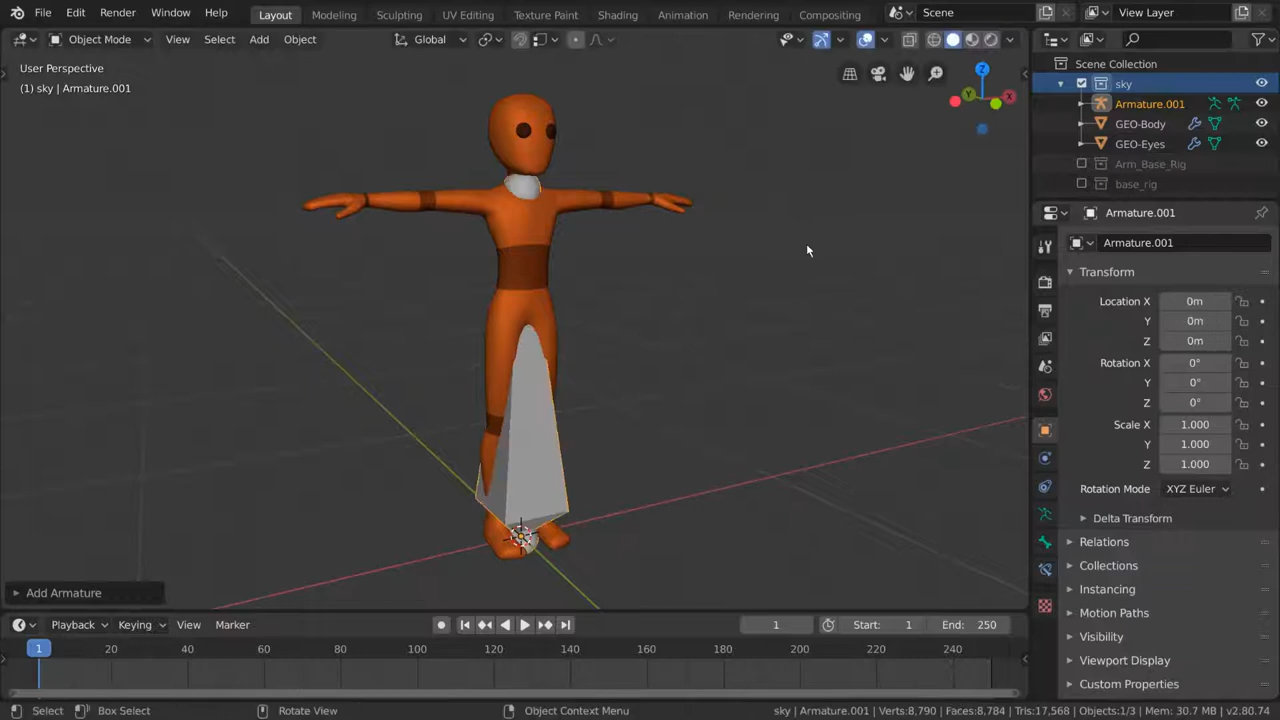 File Edit Render Window Help Layout Modeling Sculpting UV Editing Texture Paint Shading Animation Rendering Compositing Scene View Layer
Object Mode View Select Add Object Global
User Perspective
(1) sky | Armature.001
Z
Y
X
Scene Collection
sky
Armature.001
GEO-Body
GEO-Eyes
Arm_Base_Rig
base_rig
Armature.001
Armature.001
Transform
Location X 0m
Y 0m
Z 0m
Rotation X 0°
Y 0°
Z 0°
Scale X 1.000
Y 1.000
Z 1.000
Rotation Mode XYZ Euler
Delta Transform
Relations
Collections
Instancing
Motion Paths
Visibility
Viewport Display
Custom Properties
Add Armature
Playback Keying View Marker 1 Start: 1 End: 250
1 20 40 60 80 100 120 140 160 180 200 220 240
Select Box Select Rotate View Object Context Menu sky | Armature.001 | Verts:8,790 | Faces:8,784 | Tris:17,568 | Objects:1/3 | Mem: 30.7 MB | v2.80.74